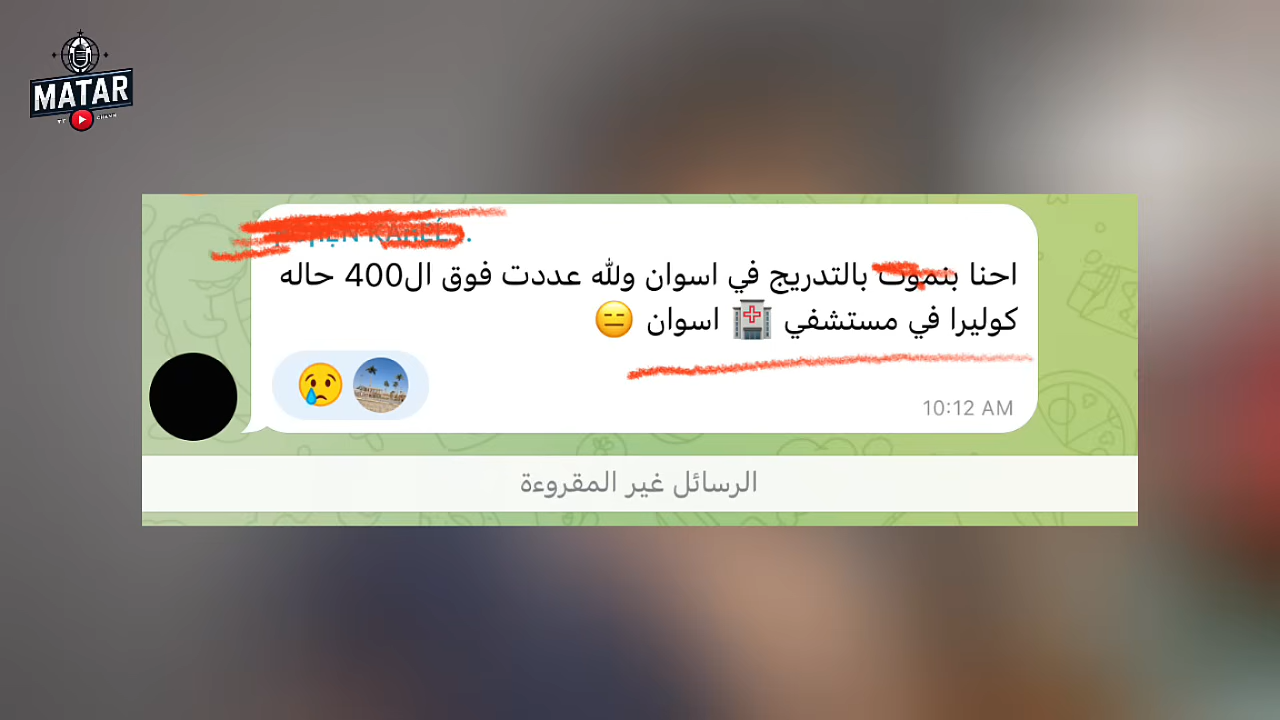 MATAR
احنا بنموت بالتدريج في اسوان ولله عددت فوق ال400 حاله
كوليرا في مستشفي 🏥 اسوان 😑
10:12 AM
الرسائل غير المقروءة